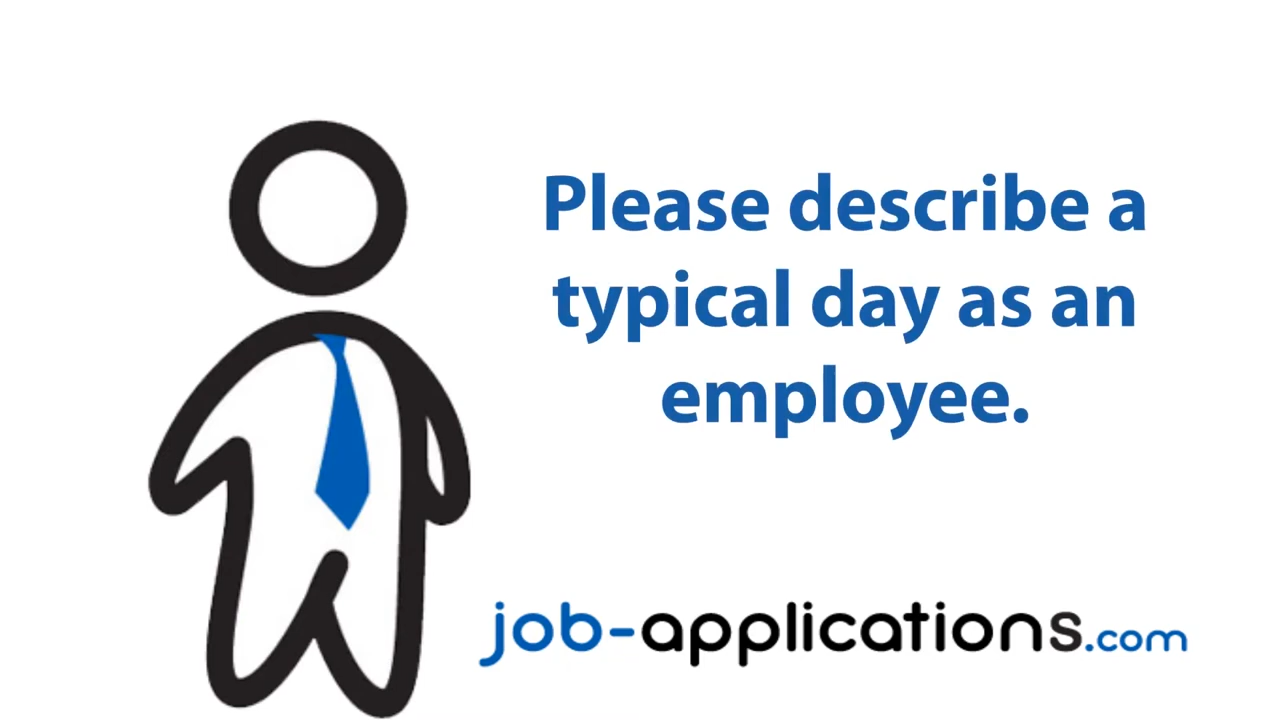 Please describe a
typical day as an
employee.
job-applications.com